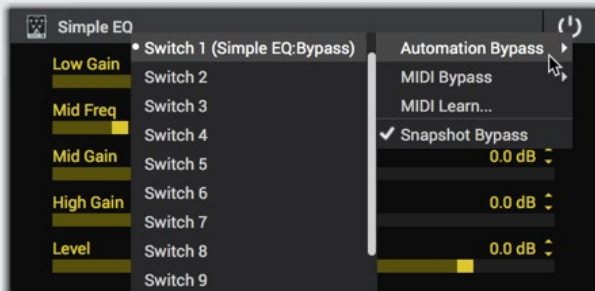 Simple EQ
Low Gain
Mid Freq
Mid Gain 0.0 dB
High Gain 0.0 dB
Level 0.0 dB
• Switch 1 (Simple EQ:Bypass)
Switch 2
Switch 3
Switch 4
Switch 5
Switch 6
Switch 7
Switch 8
Switch 9
Automation Bypass
MIDI Bypass
MIDI Learn...
✓ Snapshot Bypass